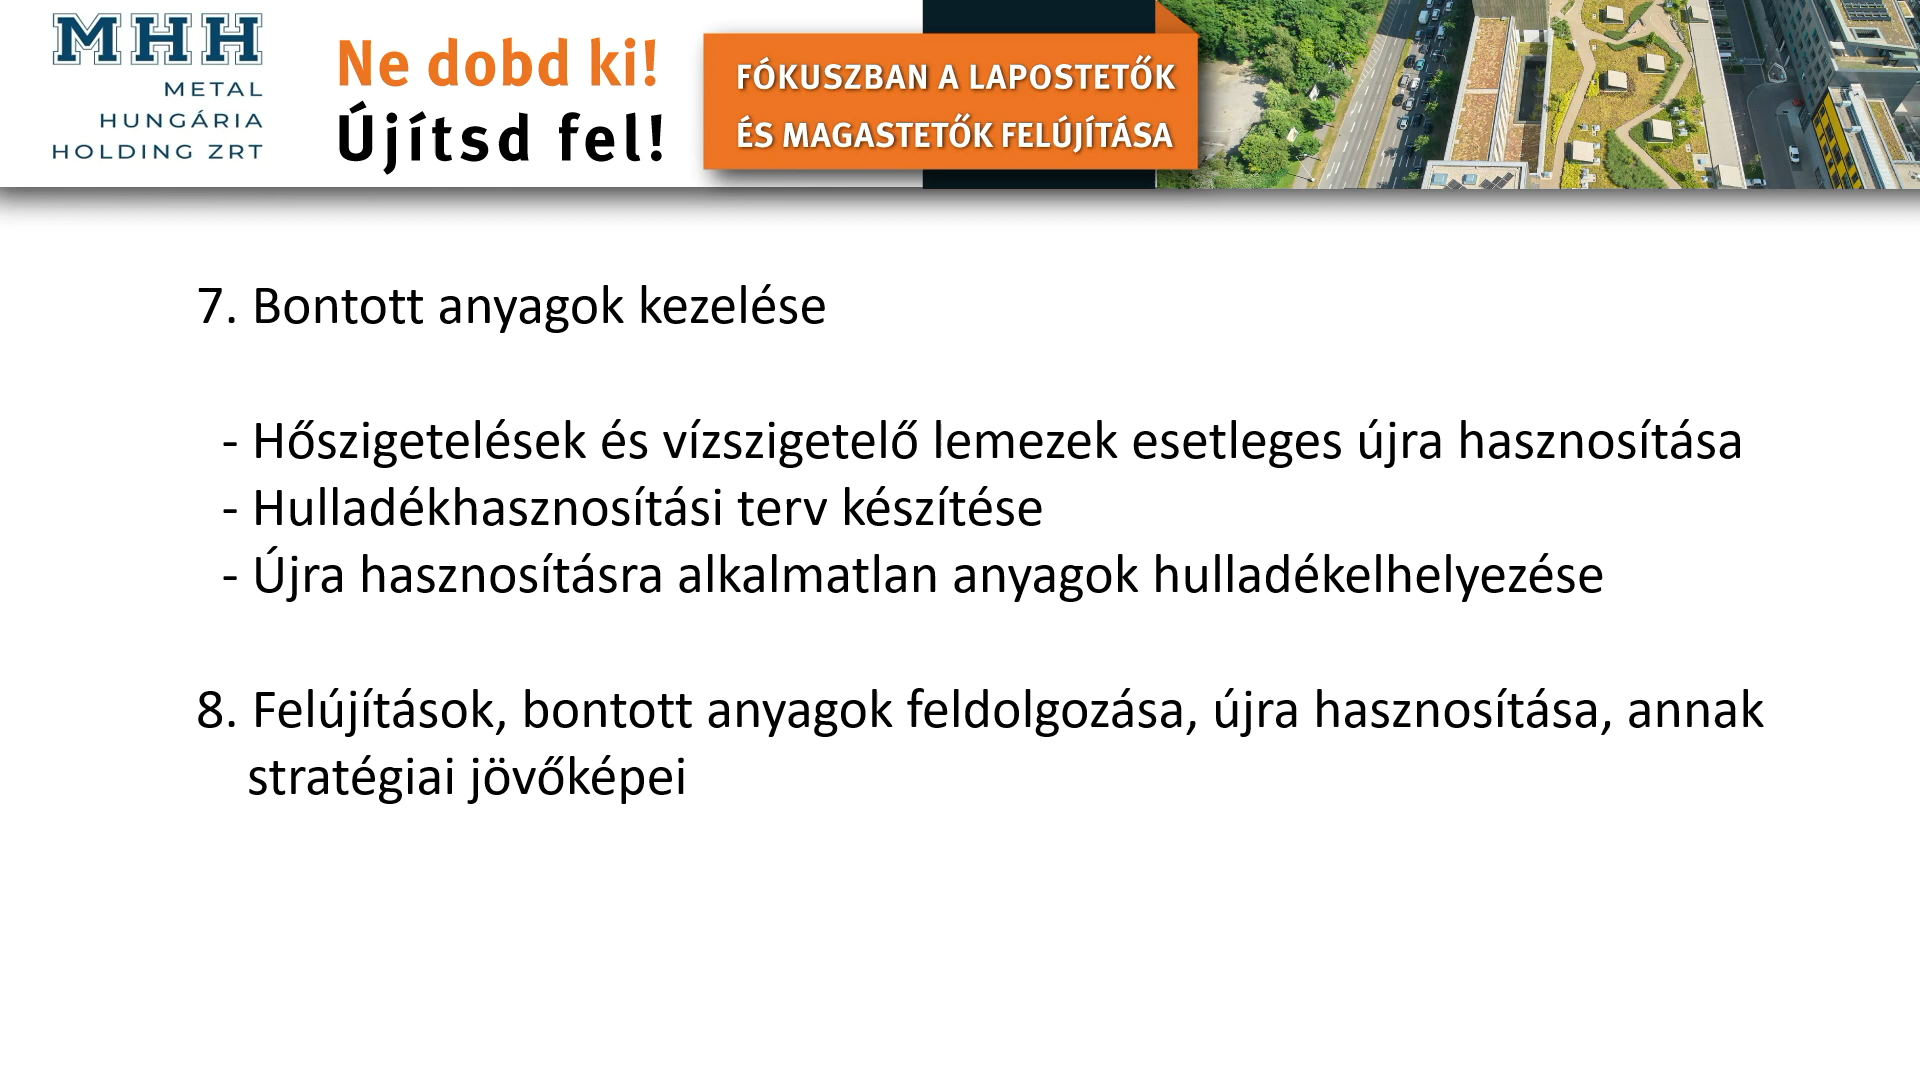 MHH
METAL
HUNGÁRIA
HOLDING ZRT
Ne dobd ki!
Újítsd fel!
FÓKUSZBAN A LAPOSTETŐK
ÉS MAGASTETŐK FELÚJÍTÁSA
7. Bontott anyagok kezelése
- Hőszigetelések és vízszigetelő lemezek esetleges újra hasznosítása
- Hulladékhasznosítási terv készítése
- Újra hasznosításra alkalmatlan anyagok hulladékelhelyezése
8. Felújítások, bontott anyagok feldolgozása, újra hasznosítása, annak
stratégiai jövőképei